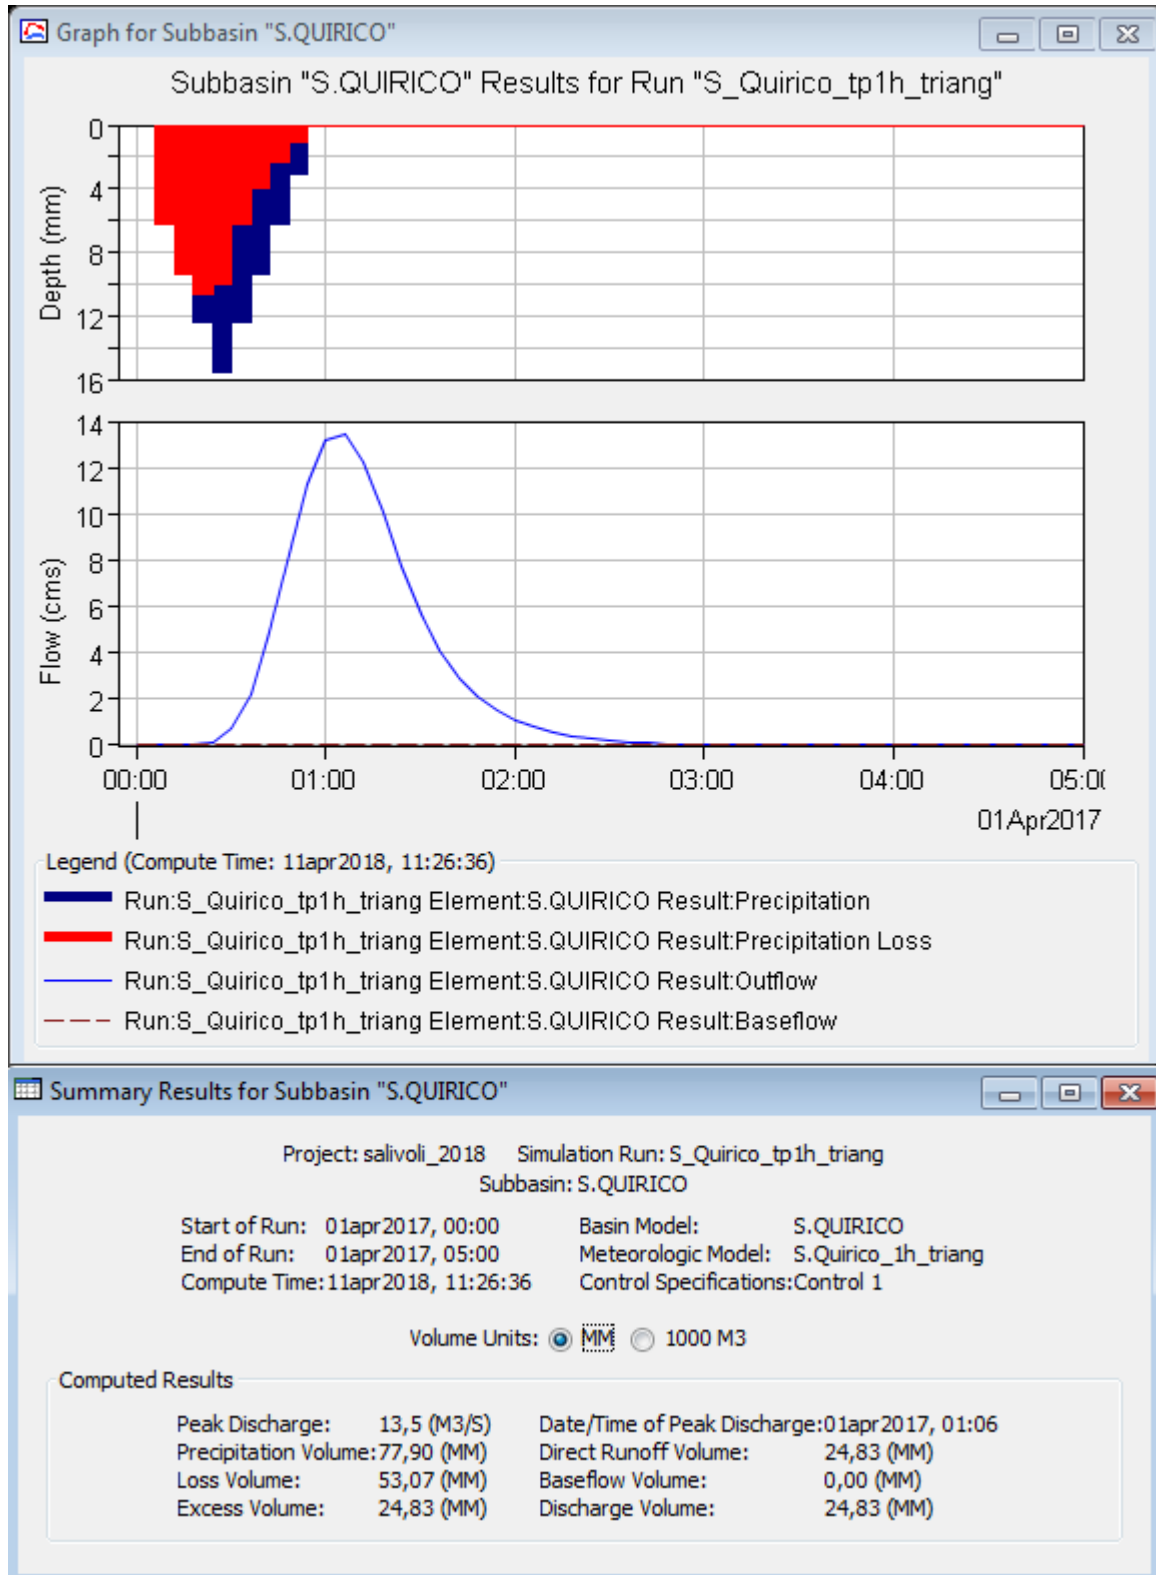 Graph for Subbasin "S.QUIRICO"
Subbasin "S.QUIRICO" Results for Run "S_Quirico_tp1h_triang"
0
4
8
12
16
Depth (mm)
14
12
10
8
6
4
2
0
Flow (cms)
00:00 01:00 02:00 03:00 04:00 05:0
01Apr2017
Legend (Compute Time: 11apr2018, 11:26:36)
Run:S_Quirico_tp1h_triang Element:S.QUIRICO Result:Precipitation
Run:S_Quirico_tp1h_triang Element:S.QUIRICO Result:Precipitation Loss
Run:S_Quirico_tp1h_triang Element:S.QUIRICO Result:Outflow
Run:S_Quirico_tp1h_triang Element:S.QUIRICO Result:Baseflow
Summary Results for Subbasin "S.QUIRICO"
Project: salivoli_2018 Simulation Run: S_Quirico_tp1h_triang
Subbasin: S.QUIRICO
Start of Run: 01apr2017, 00:00 Basin Model: S.QUIRICO
End of Run: 01apr2017, 05:00 Meteorologic Model: S.Quirico_1h_triang
Compute Time:11apr2018, 11:26:36 Control Specifications:Control 1
Volume Units: MM 1000 M3
Computed Results
Peak Discharge: 13,5 (M3/S) Date/Time of Peak Discharge:01apr2017, 01:06
Precipitation Volume:77,90 (MM) Direct Runoff Volume: 24,83 (MM)
Loss Volume: 53,07 (MM) Baseflow Volume: 0,00 (MM)
Excess Volume: 24,83 (MM) Discharge Volume: 24,83 (MM)